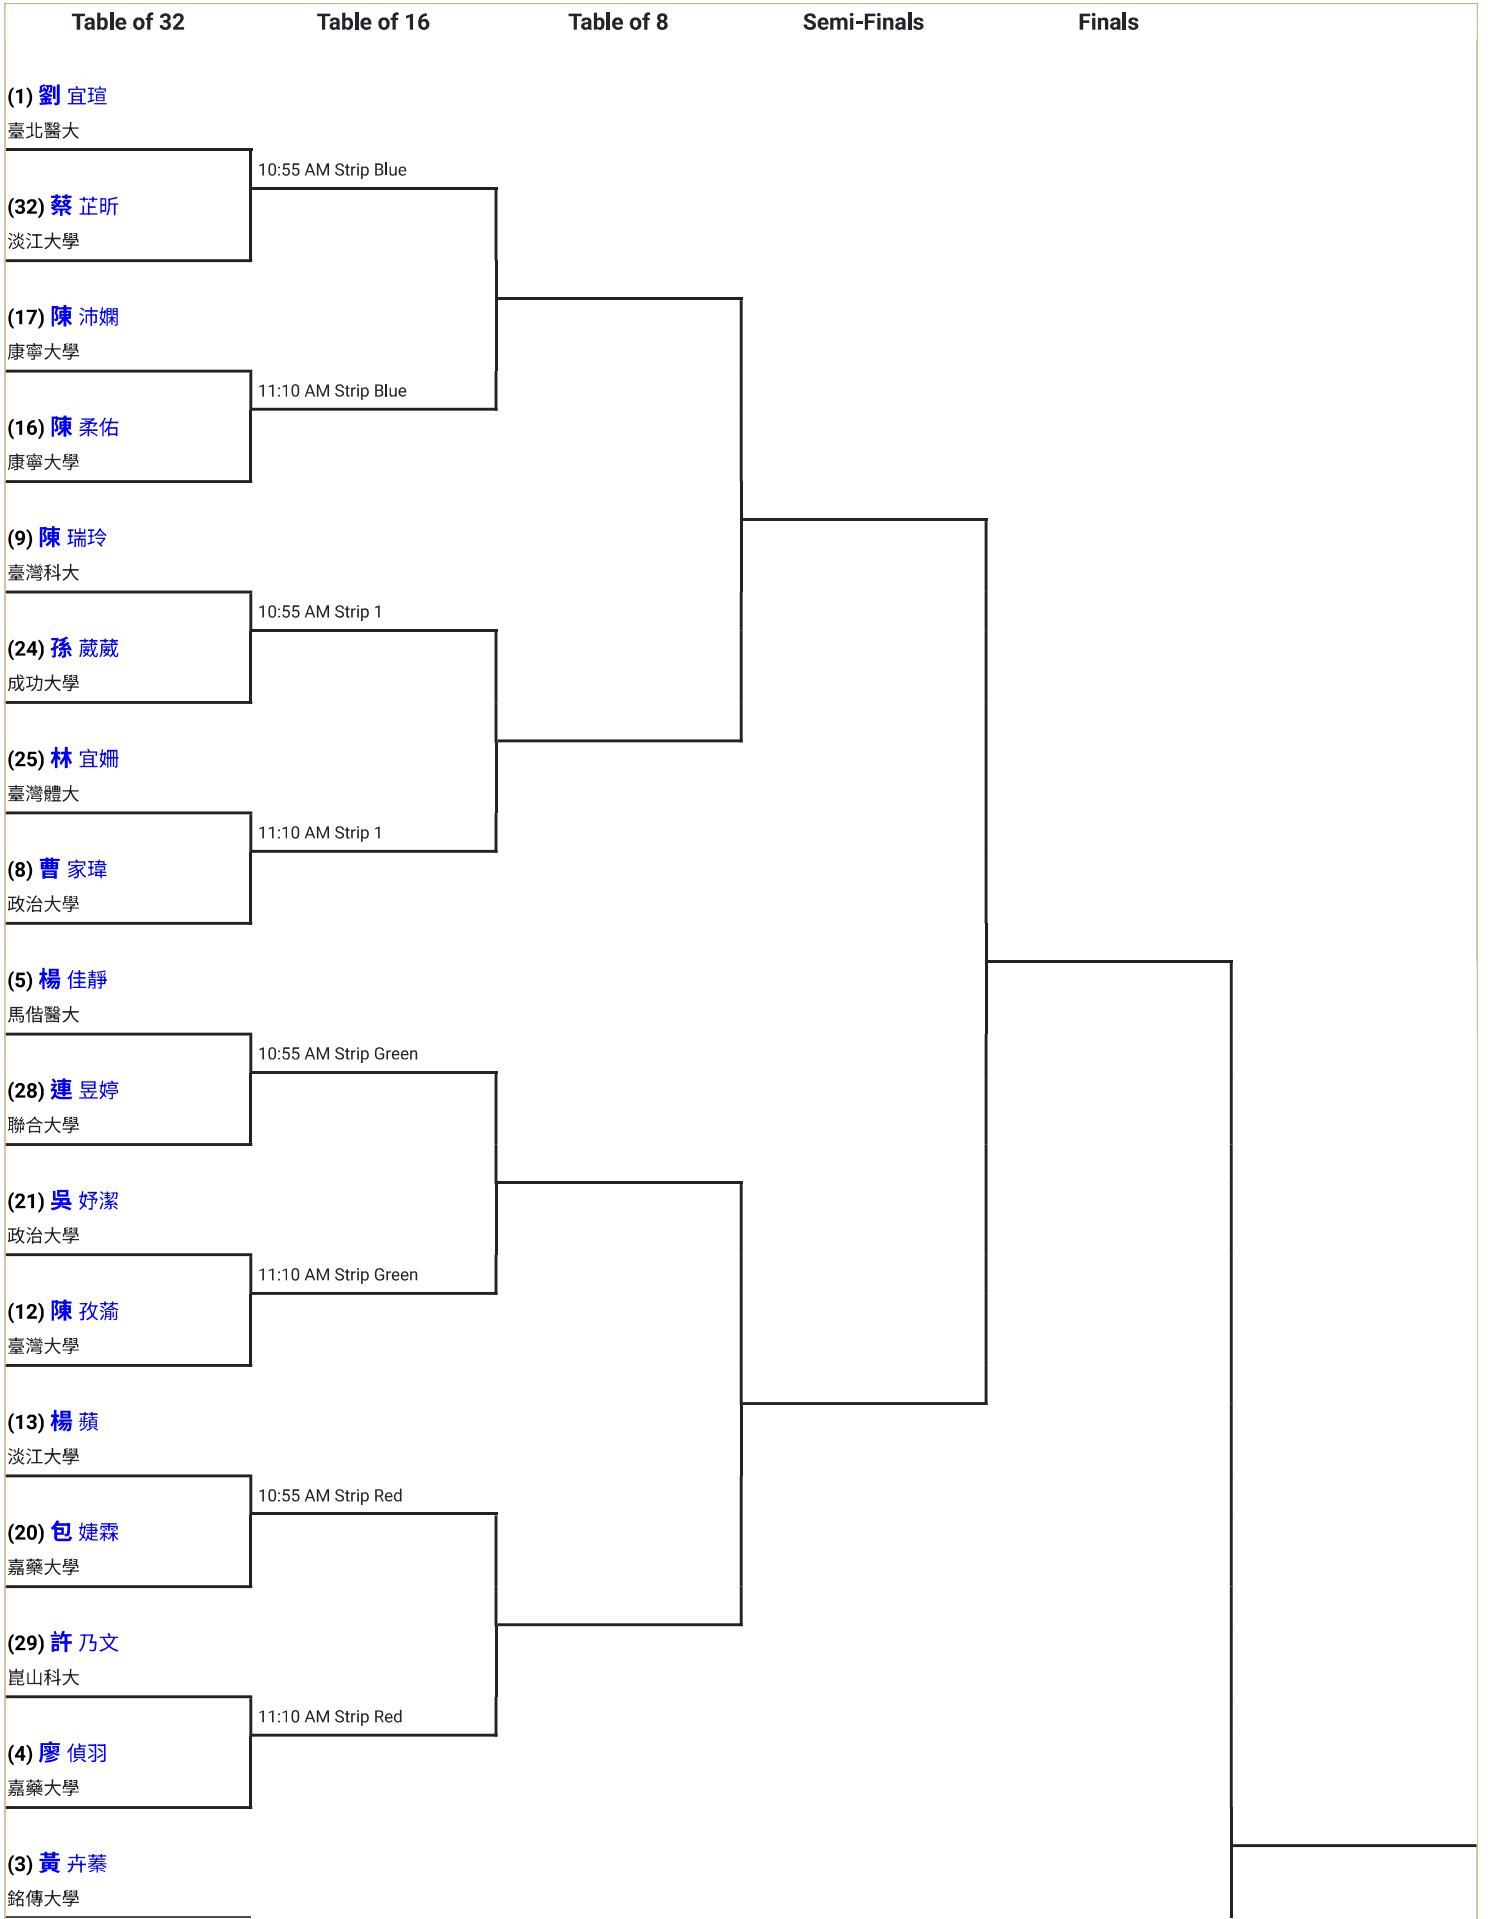 Table of 32 Table of 16 Table of 8 Semi-Finals Finals
(1) 劉 宜瑄
臺北醫大
10:55 AM Strip Blue
(32) 蔡 芷昕
淡江大學
(17) 陳 沛嫻
康寧大學
11:10 AM Strip Blue
(16) 陳 柔佑
康寧大學
(9) 陳 瑞玲
臺灣科大
10:55 AM Strip 1
(24) 孫 葳葳
成功大學
(25) 林 宜姍
臺灣體大
11:10 AM Strip 1
(8) 曹 家瑋
政治大學
(5) 楊 佳靜
馬偕醫大
10:55 AM Strip Green
(28) 連 昱婷
聯合大學
(21) 吳 妤潔
政治大學
11:10 AM Strip Green
(12) 陳 孜蕍
臺灣大學
(13) 楊 蘋
淡江大學
10:55 AM Strip Red
(20) 包 婕霖
嘉藥大學
(29) 許 乃文
崑山科大
11:10 AM Strip Red
(4) 廖 偵羽
嘉藥大學
(3) 黃 卉蓁
銘傳大學